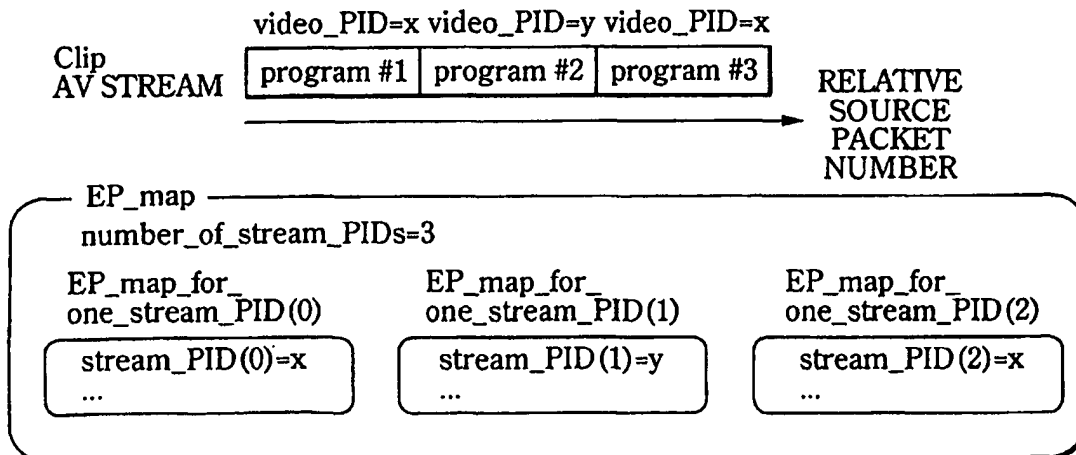 video_PID=x video_PID=y video_PID=x
Clip
AV STREAM
program #1 program #2 program #3
RELATIVE
SOURCE
PACKET
NUMBER
EP_map
number_of_stream_PIDs=3
EP_map_for_
one_stream_PID(0)
stream_PID(0)=x
...
EP_map_for_
one_stream_PID(1)
stream_PID(1)=y
...
EP_map_for_
one_stream_PID(2)
stream_PID(2)=x
...